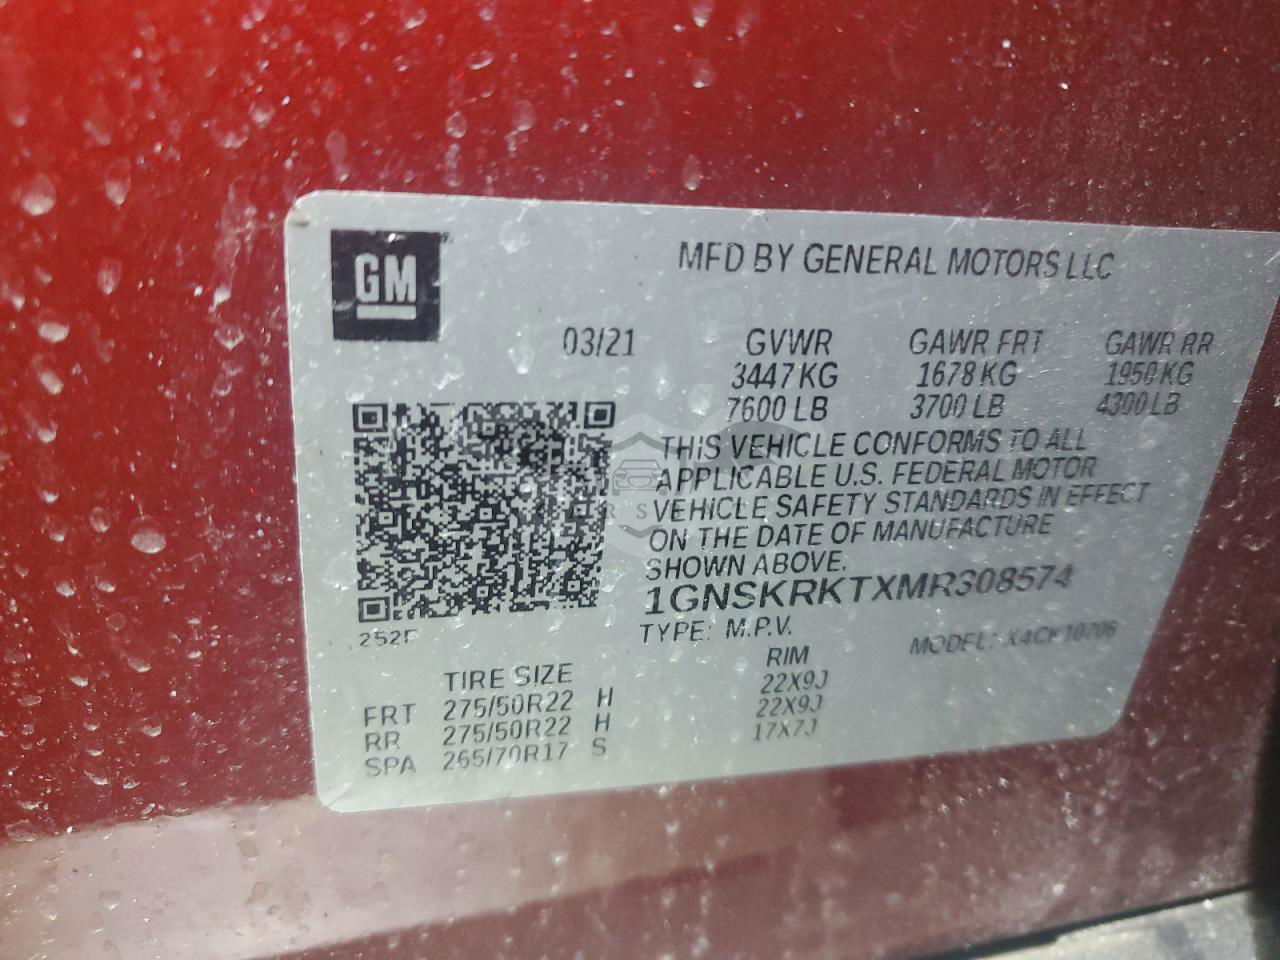 GM
MFD BY GENERAL MOTORS LLC
03/21 GVWR GAWR FRT GAWR RR
3447 KG 1678 KG 1950 KG
7600 LB 3700 LB 4300 LB
THIS VEHICLE CONFORMS TO ALL
APPLICABLE U.S. FEDERAL MOTOR
VEHICLE SAFETY STANDARDS IN EFFECT
ON THE DATE OF MANUFACTURE
SHOWN ABOVE.
1GNSKRKTXMR308574
TYPE: M.P.V. MODEL:
TIRE SIZE RIM
FRT 275/50R22 H 22X9J
RR 275/50R22 H 22X9J
SPA 265/70R17 S 17X7J